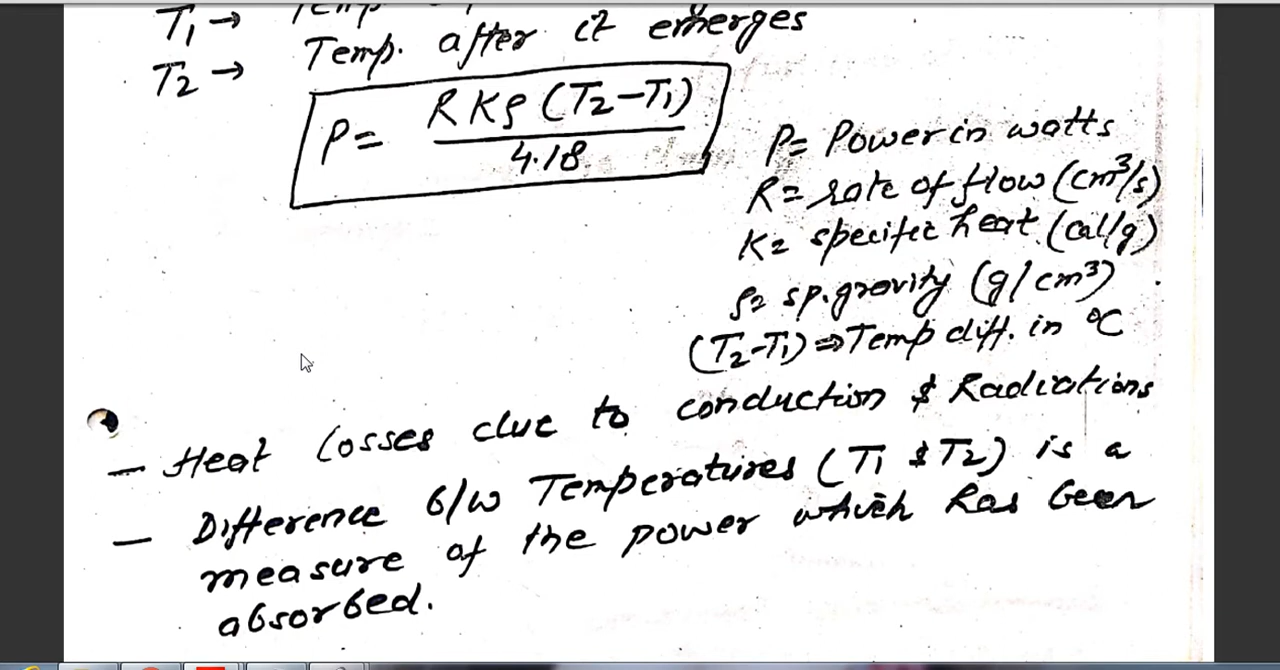 T₁ →
T₂ → Temp. after it emerges
P = RKρ (T₂-T₁) / 4.18
P = Power in watts
R = rate of flow (cm³/s)
K = specific heat (cal/g)
ρ = sp. gravity (g/cm³)
(T₂-T₁) ⇒ Temp diff. in °C
— Heat losses due to conduction & Radiations
— Difference b/w Temperatures (T₁ & T₂) is a
measure of the power which has been
absorbed.